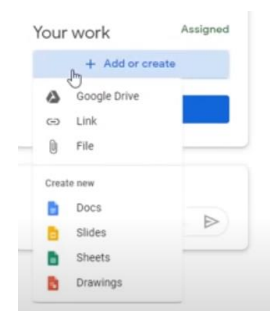 Your work Assigned
+ Add or create
Google Drive
Link
File
Create new
Docs
Slides
Sheets
Drawings